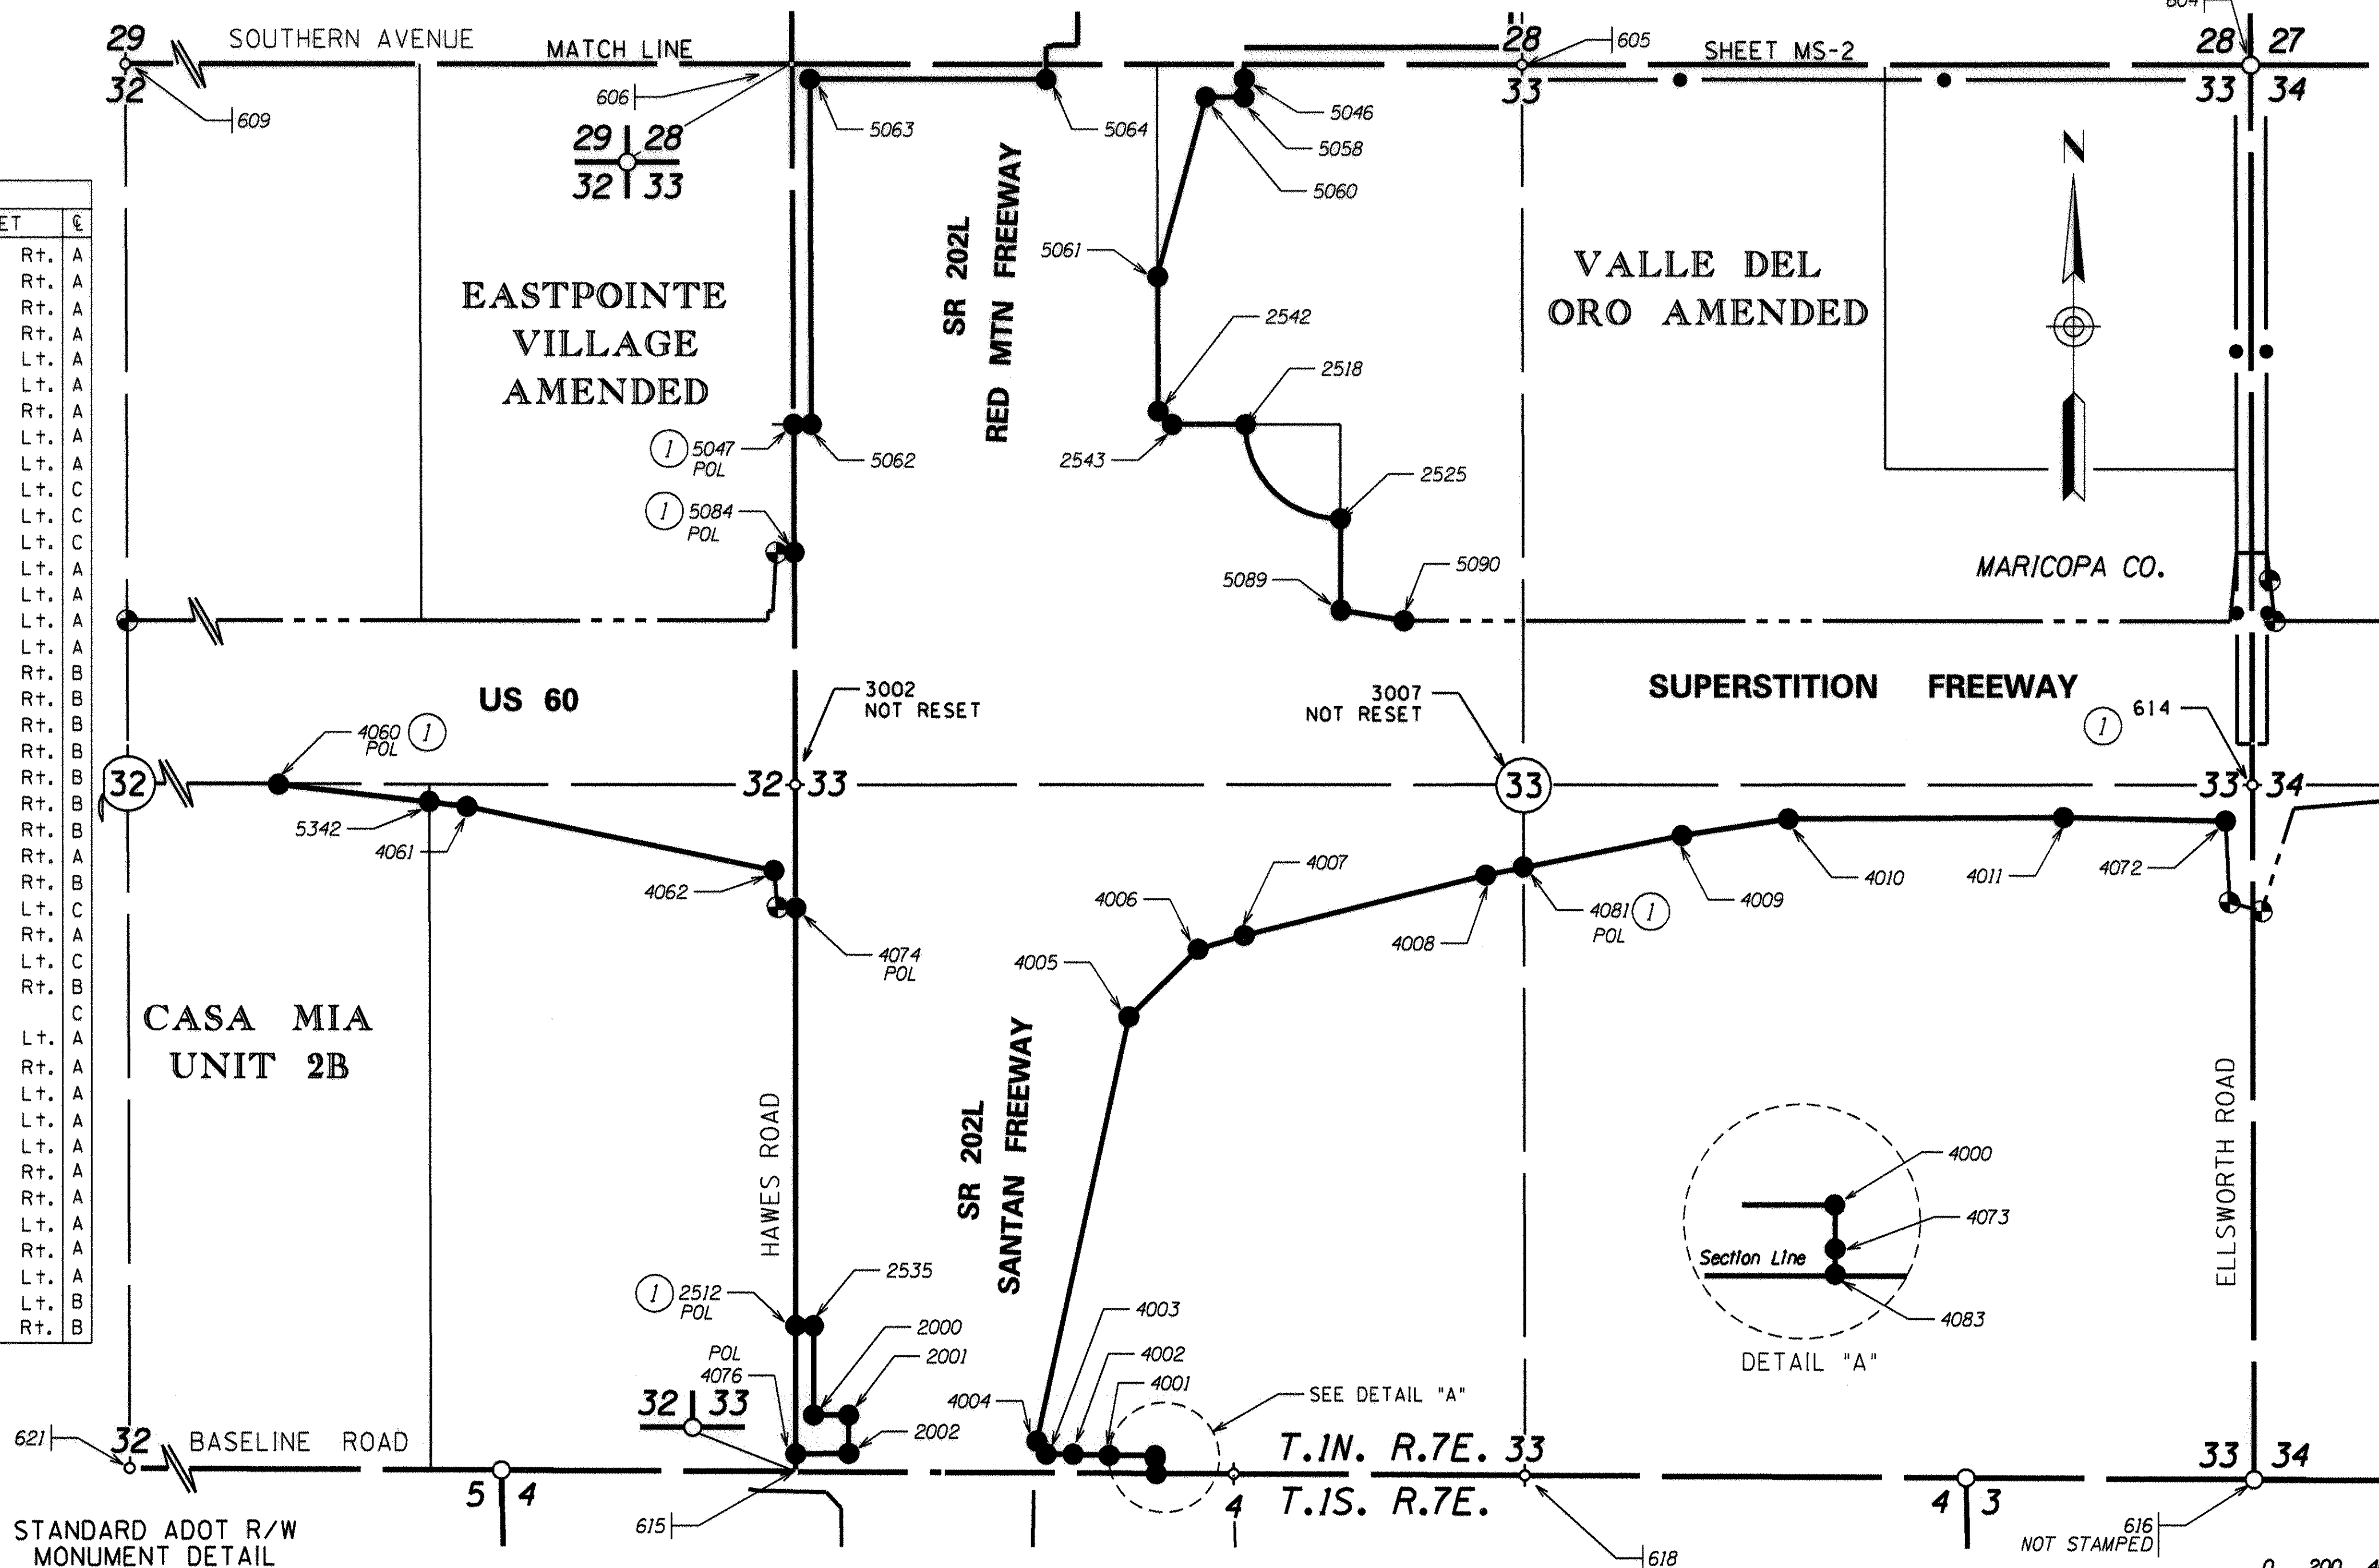 29
SOUTHERN AVENUE
MATCH LINE
28
605
SHEET MS-2
604
28 27
32
609
606
33
33 34
29 28
32 33
5063
5064
5046
5058
5060
N
ET ℄
Rt. A
Rt. A
Rt. A
Rt. A
Lt. A
Lt. A
Rt. A
Lt. A
Lt. A
Lt. C
Lt. C
Lt. C
Lt. A
Lt. A
Lt. A
Lt. A
Rt. B
Rt. B
Rt. B
Rt. B
Rt. B
Rt. B
Rt. B
Rt. A
Rt. B
Lt. C
Rt. A
Lt. C
Rt. B
C
Lt. A
Rt. A
Lt. A
Lt. A
Lt. A
Rt. A
Rt. A
Lt. A
Rt. A
Lt. A
Lt. B
Rt. B
EASTPOINTE
VILLAGE
AMENDED
SR 202L
RED MTN FREEWAY
5061
VALLE DEL
ORO AMENDED
2542
2518
2543
2525
1 5047
POL
5062
1 5084
POL
5089
5090
MARICOPA CO.
US 60
3002
NOT RESET
3007
NOT RESET
SUPERSTITION FREEWAY
1 614
4060 1
POL
32
32 33
33
33 34
5342
4061
4062
4074
POL
4007
4006
4005
4008
4081 1
POL
4009
4010
4011
4072
CASA MIA
UNIT 2B
HAWES ROAD
SR 202L
SANTAN FREEWAY
ELLSWORTH ROAD
4000
4073
Section Line
4083
DETAIL "A"
1 2512
POL
2535
2000
2001
POL
4076
2002
32 33
4003
4002
4001
4004
SEE DETAIL "A"
621
32
BASELINE ROAD
T.1N. R.7E. 33
33 34
5 4
4
T.1S. R.7E.
4 3
615
618
616
NOT STAMPED
STANDARD ADOT R/W
MONUMENT DETAIL
0 200